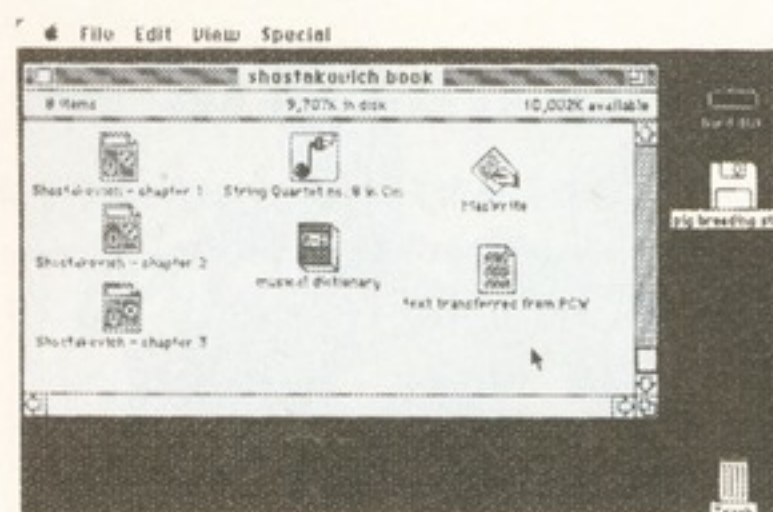 File Edit View Special
shostakovich book
8 items 9,707K in disk 10,002K available
hard disk
Shostakovich - chapter 1 String Quartet no. 8 in Cm MacWrite
pig breeding
Shostakovich - chapter 2 musical dictionary text transferred from PCW
Shostakovich - chapter 3
Trash